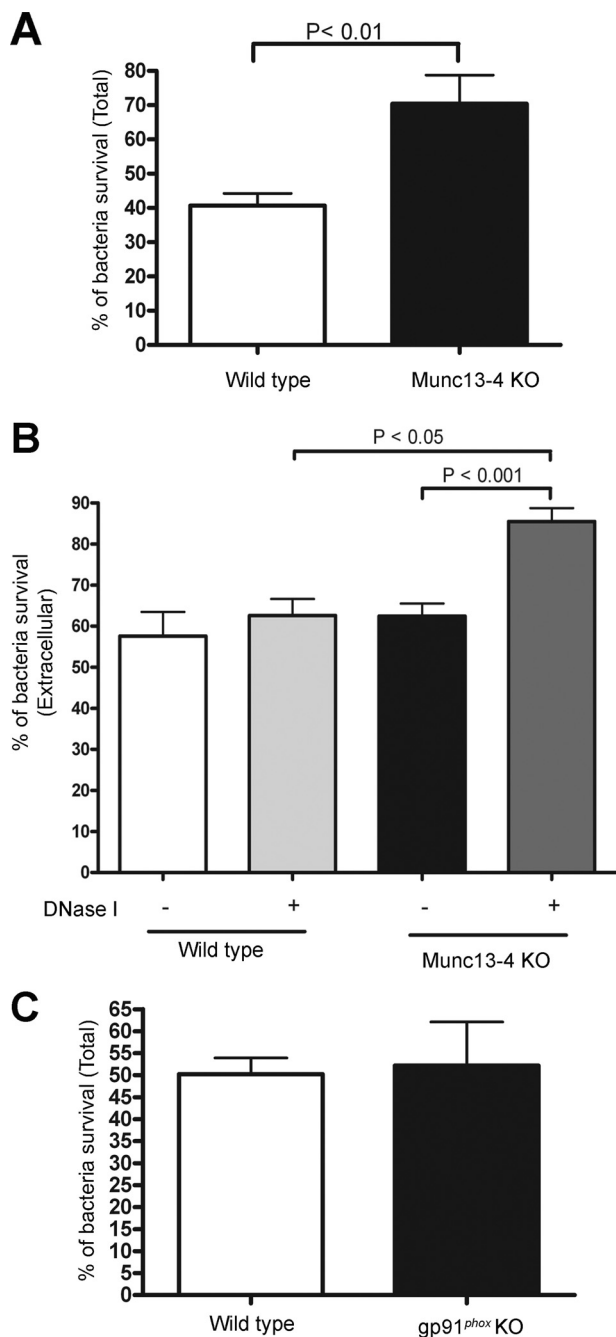 A
P< 0.01
% of bacteria survival (Total)
80
70
60
50
40
30
20
10
0
Wild type Munc13-4 KO
B
P < 0.05
P < 0.001
% of bacteria survival
(Extracellular)
90
80
70
60
50
40
30
20
10
0
DNase I - + - +
Wild type Munc13-4 KO
C
% of bacteria survival (Total)
65
60
55
50
45
40
35
30
25
20
15
10
5
0
Wild type gp91phox KO